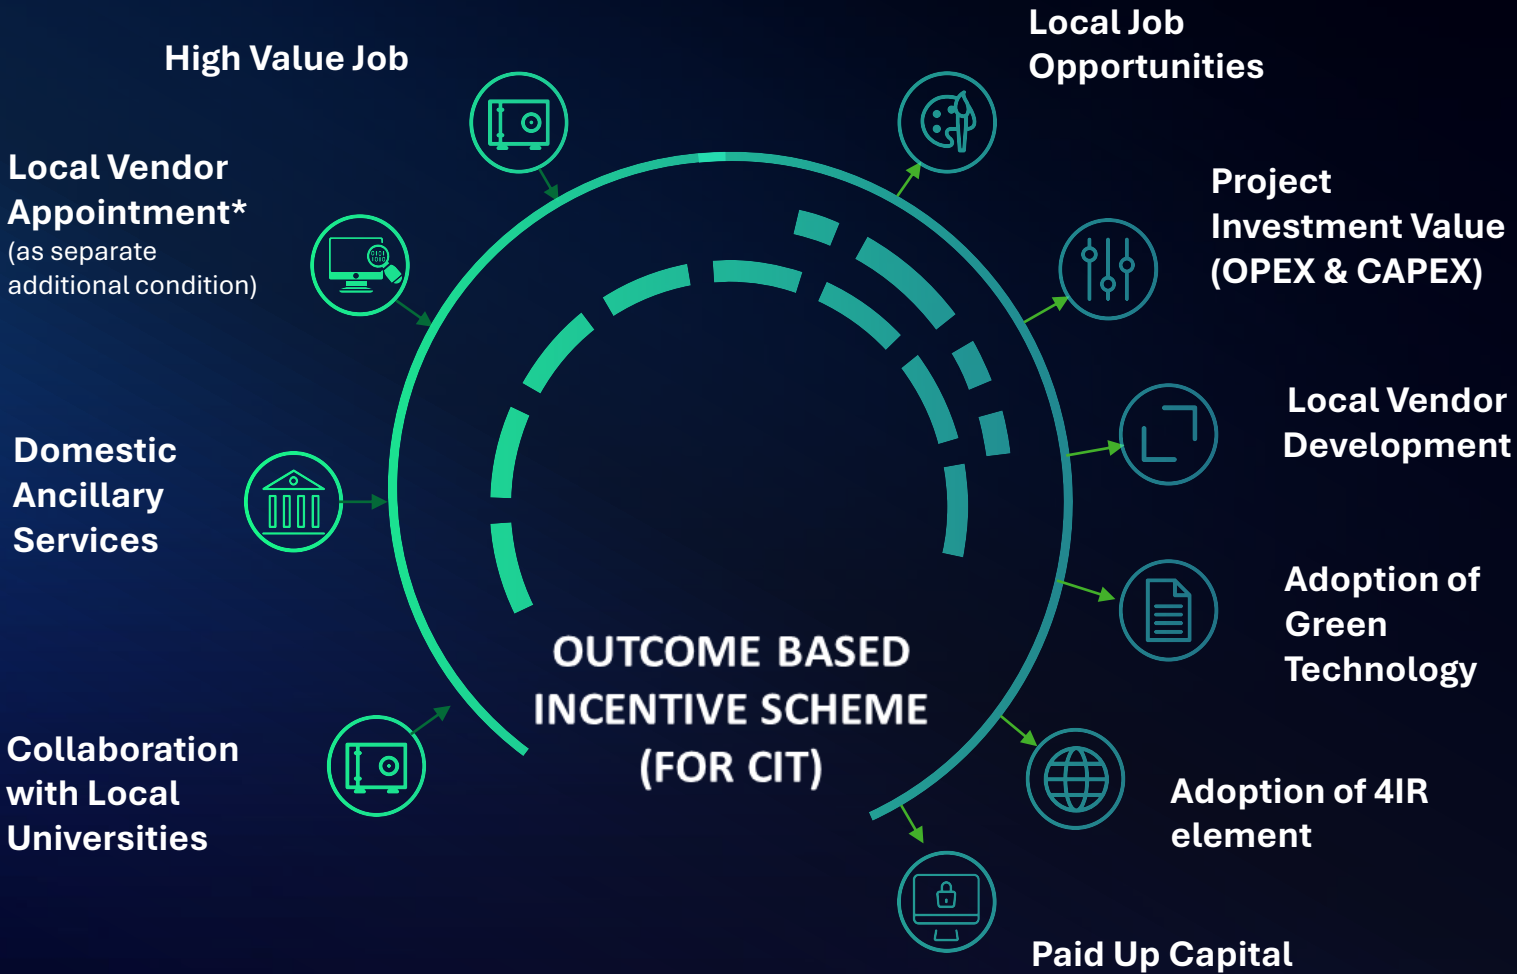 High Value Job
Local Job
Opportunities
Local Vendor
Appointment*
(as separate
additional condition)
Project
Investment Value
(OPEX & CAPEX)
Domestic
Ancillary
Services
Local Vendor
Development
Adoption of
Green
Technology
Collaboration
with Local
Universities
Adoption of 4IR
element
Paid Up Capital
OUTCOME BASED
INCENTIVE SCHEME
(FOR CIT)